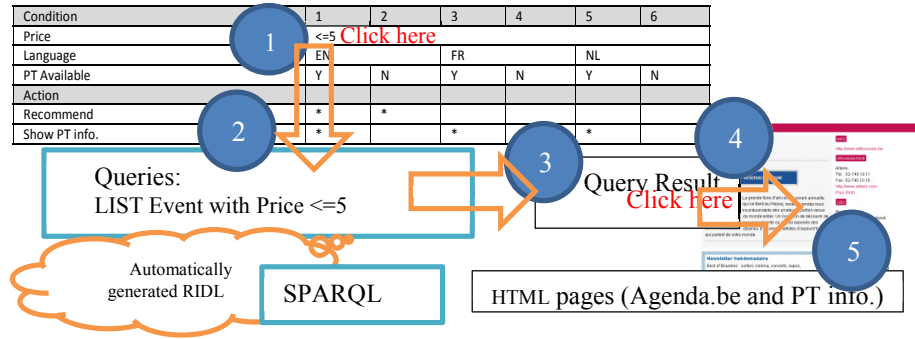 Condition 1 2 3 4 5 6
Price <=5 Click here
Language EN FR NL
PT Available Y N Y N Y N
Action
Recommend * *
Show PT info. * * *
1
2
3
4
5
Queries:
LIST Event with Price <=5
Query Result
Click here
Automatically
generated RIDL
SPARQL
HTML pages (Agenda.be and PT info.)
Newsletter hebdomadaire